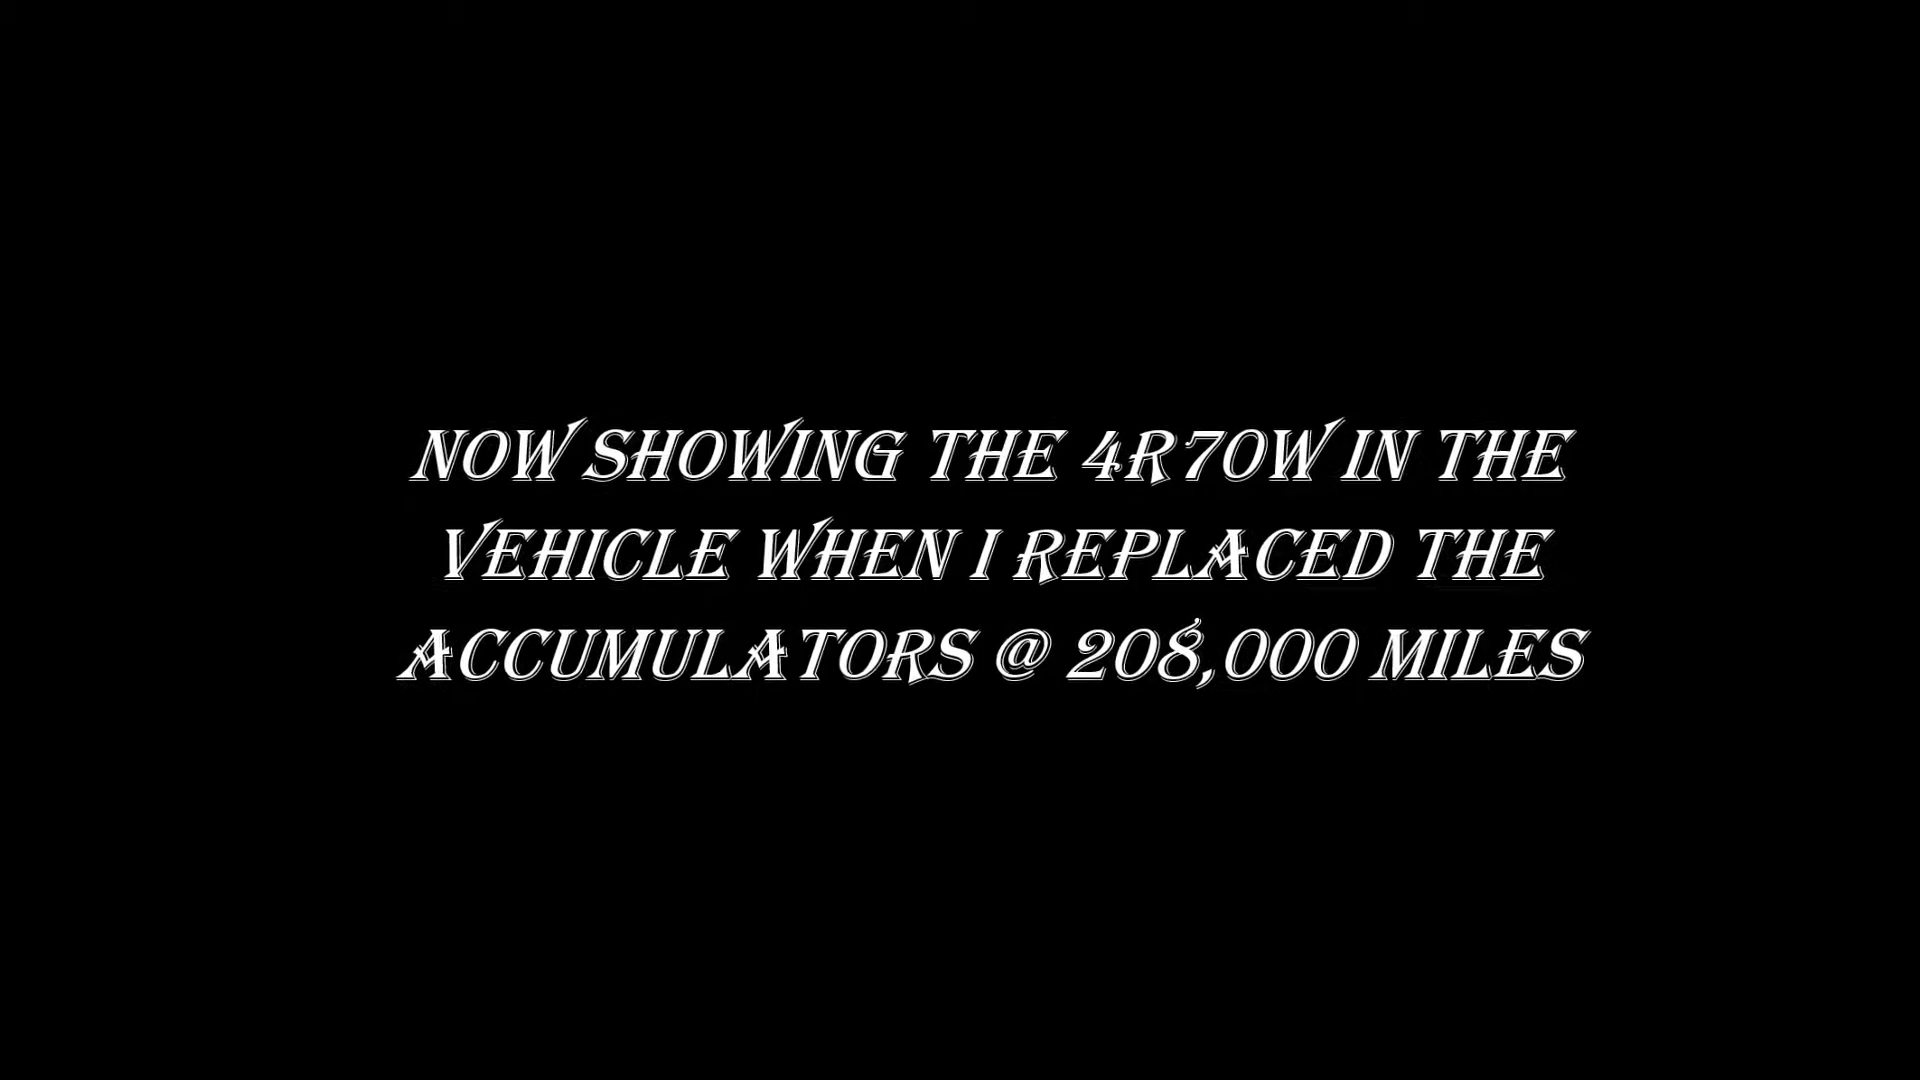 NOW SHOWING THE 4R70W IN THE
VEHICLE WHEN I REPLACED THE
ACCUMULATORS @ 208,000 MILES